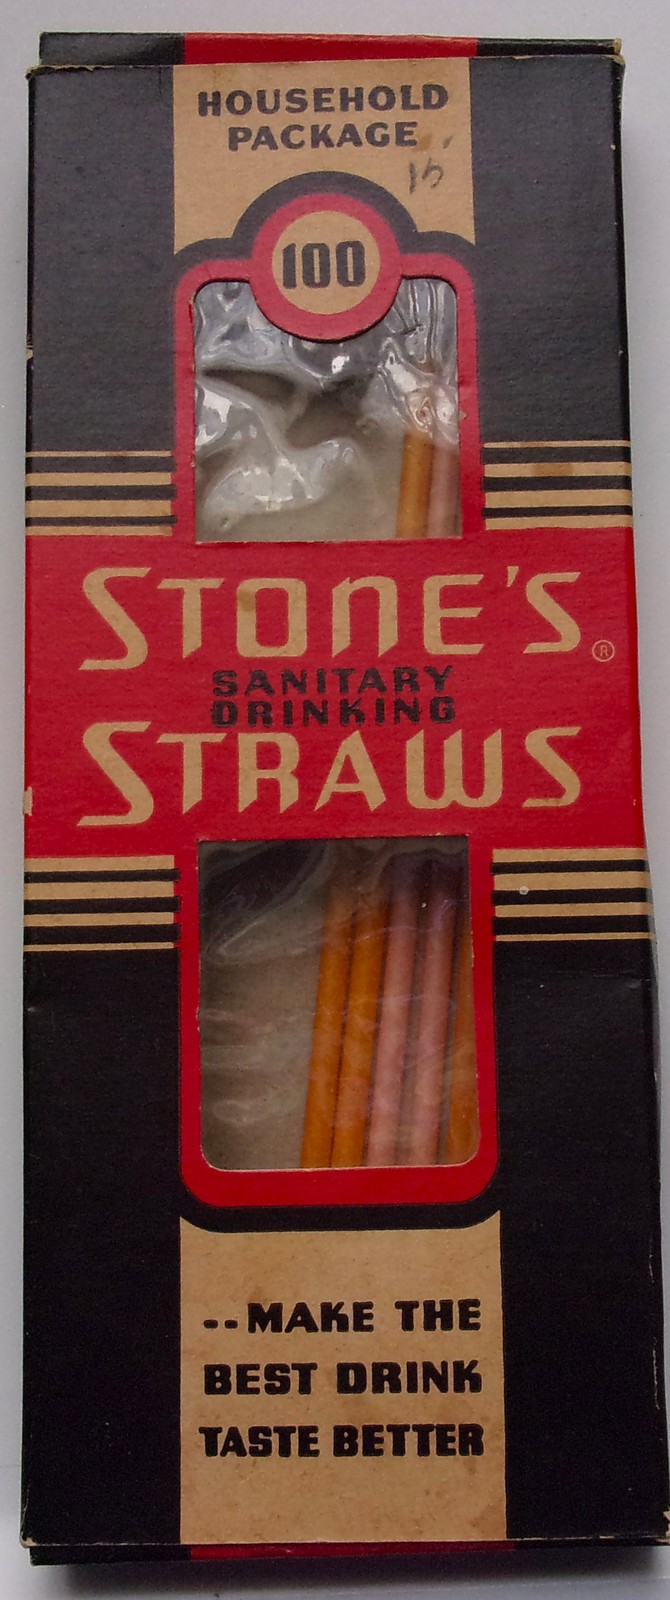 HOUSEHOLD
PACKAGE
15
100
STONE'S®
SANITARY
DRINKING
STRAWS
--MAKE THE
BEST DRINK
TASTE BETTER